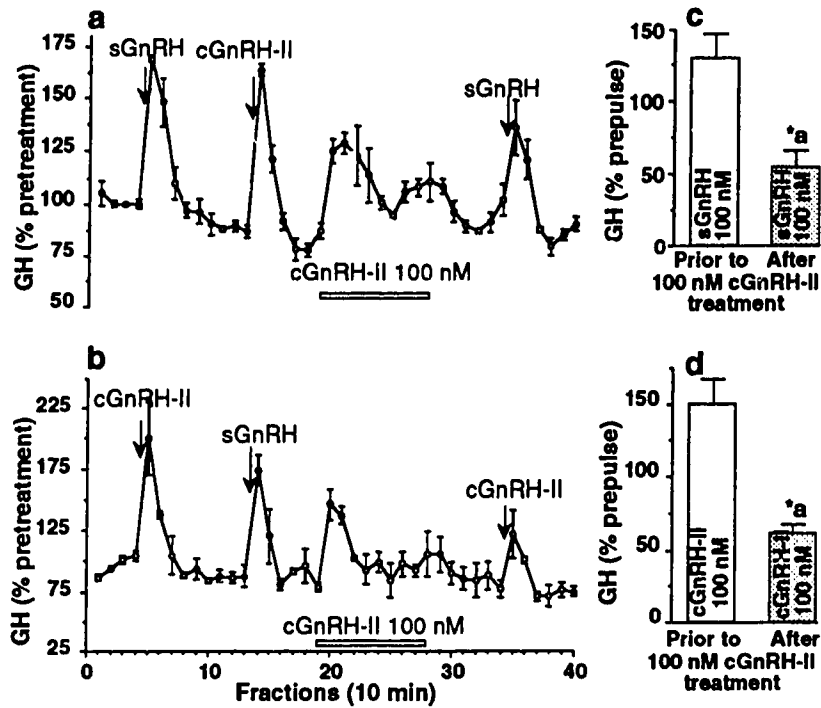 a
175
150
125
100
75
50
GH (% pretreatment)
sGnRH
cGnRH-II
sGnRH
cGnRH-II 100 nM
c
150
100
50
0
GH (% prepulse)
sGnRH
100 nM
*a
sGnRH
100 nM
Prior to After
100 nM cGnRH-II
treatment
b
225
175
125
75
25
GH (% pretreatment)
cGnRH-II
sGnRH
cGnRH-II
cGnRH-II 100 nM
0 10 20 30 40
Fractions (10 min)
d
150
100
50
0
GH (% prepulse)
cGnRH-II
100 nM
*a
cGnRH-II
100 nM
Prior to After
100 nM cGnRH-II
treatment